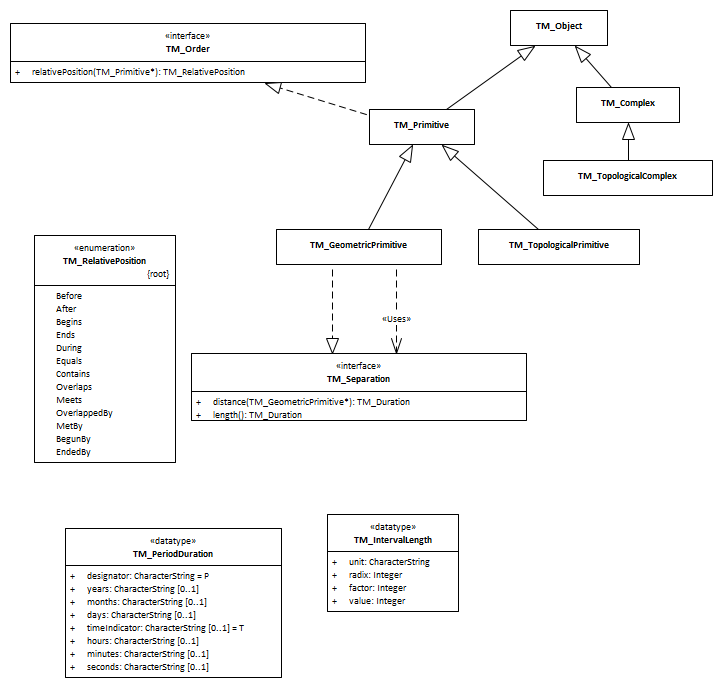 «interface»
TM_Order
+ relativePosition(TM_Primitive*): TM_RelativePosition
TM_Object
TM_Complex
TM_Primitive
TM_TopologicalComplex
TM_GeometricPrimitive
TM_TopologicalPrimitive
«enumeration»
TM_RelativePosition
{root}
Before
After
Begins
Ends
During
Equals
Contains
Overlaps
Meets
OverlappedBy
MetBy
BegunBy
EndedBy
«Uses»
«interface»
TM_Separation
+ distance(TM_GeometricPrimitive*): TM_Duration
+ length(): TM_Duration
«datatype»
TM_PeriodDuration
+ designator: CharacterString = P
+ years: CharacterString [0..1]
+ months: CharacterString [0..1]
+ days: CharacterString [0..1]
+ timeIndicator: CharacterString [0..1] = T
+ hours: CharacterString [0..1]
+ minutes: CharacterString [0..1]
+ seconds: CharacterString [0..1]
«datatype»
TM_IntervalLength
+ unit: CharacterString
+ radix: Integer
+ factor: Integer
+ value: Integer